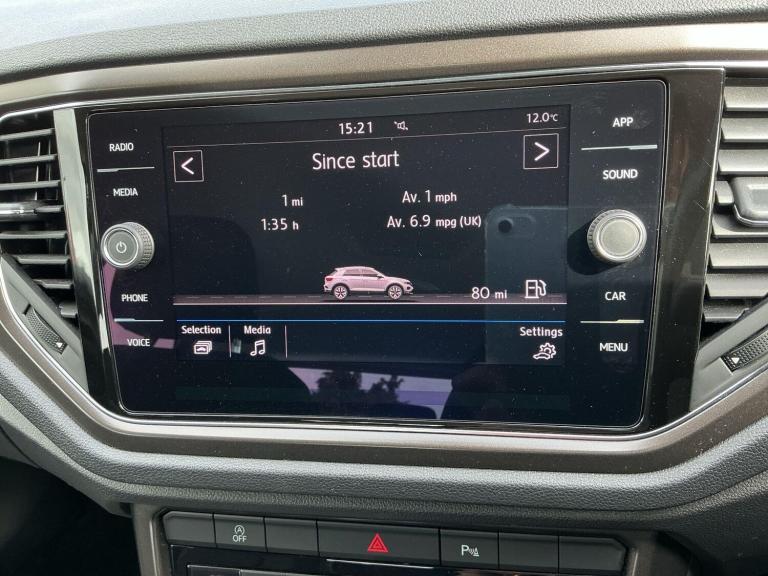 15:21
12.0°C
RADIO
MEDIA
PHONE
VOICE
< Since start >
1 mi Av. 1 mph
1:35 h Av. 6.9 mpg (UK)
80 mi
Selection Media Settings
APP
SOUND
CAR
MENU
A OFF
P